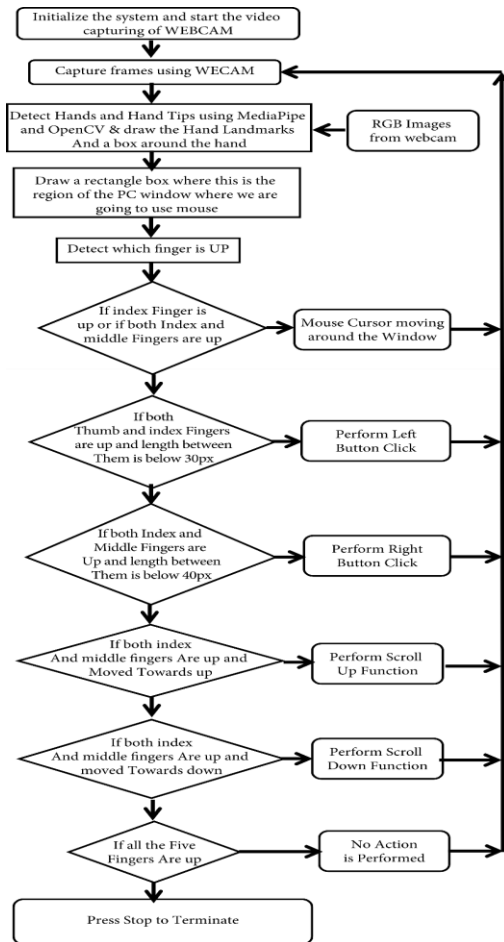 Initialize the system and start the video
capturing of WEBCAM
Capture frames using WECAM
Detect Hands and Hand Tips using MediaPipe
and OpenCV & draw the Hand Landmarks
And a box around the hand
RGB Images
from webcam
Draw a rectangle box where this is the
region of the PC window where we are
going to use mouse
Detect which finger is UP
If index Finger is
up or if both Index and
middle Fingers are up
Mouse Cursor moving
around the Window
If both
Thumb and index Fingers
are up and length between
Them is below 30px
Perform Left
Button Click
If both Index and
Middle Fingers are
Up and length between
Them is below 40px
Perform Right
Button Click
If both index
And middle fingers Are up and
Moved Towards up
Perform Scroll
Up Function
If both index
And middle fingers Are up and
moved Towards down
Perform Scroll
Down Function
If all the Five
Fingers Are up
No Action
is Performed
Press Stop to Terminate